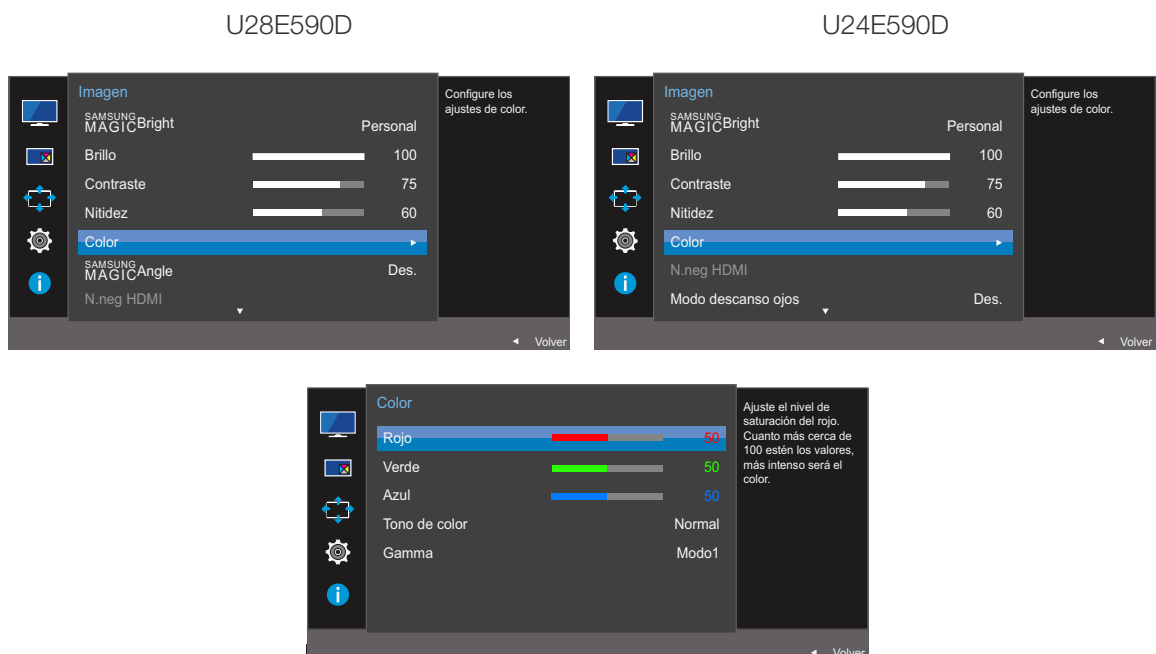 U28E590D
Imagen
SAMSUNG
MAGICBright Personal
Brillo 100
Contraste 75
Nitidez 60
Color
SAMSUNG
MAGICAngle Des.
N.neg HDMI
Configure los
ajustes de color.
Volver
U24E590D
Imagen
SAMSUNG
MAGICBright Personal
Brillo 100
Contraste 75
Nitidez 60
Color
N.neg HDMI
Modo descanso ojos Des.
Configure los
ajustes de color.
Volver
Color
Rojo 50
Verde 50
Azul 50
Tono de color Normal
Gamma Modo1
Ajuste el nivel de
saturación del rojo.
Cuanto más cerca de
100 estén los valores,
más intenso será el
color.
Volver